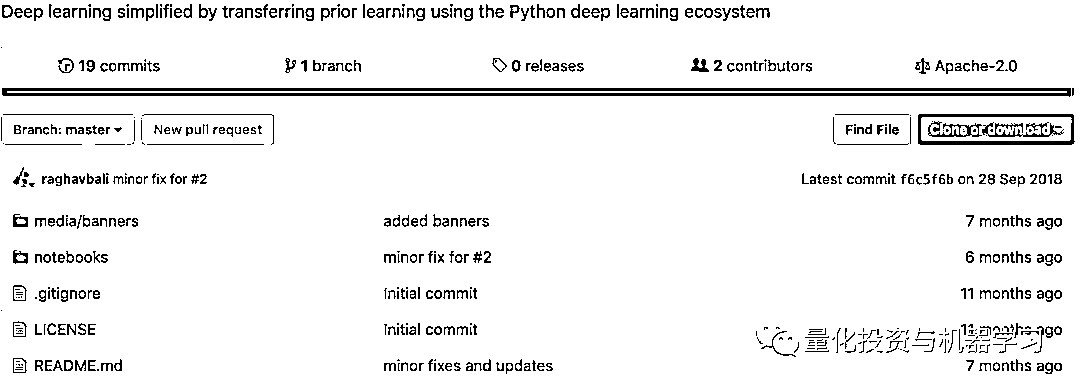 Deep learning simplified by transferring prior learning using the Python deep learning ecosystem
19 commits 1 branch 0 releases 2 contributors Apache-2.0
Branch: master New pull request Find File Clone or download
raghavbali minor fix for #2 Latest commit f6c5f6b on 28 Sep 2018
media/banners added banners 7 months ago
notebooks minor fix for #2 6 months ago
.gitignore Initial commit 11 months ago
LICENSE Initial commit 11 months ago
量化投资与机器学习
README.md minor fixes and updates 7 months ago